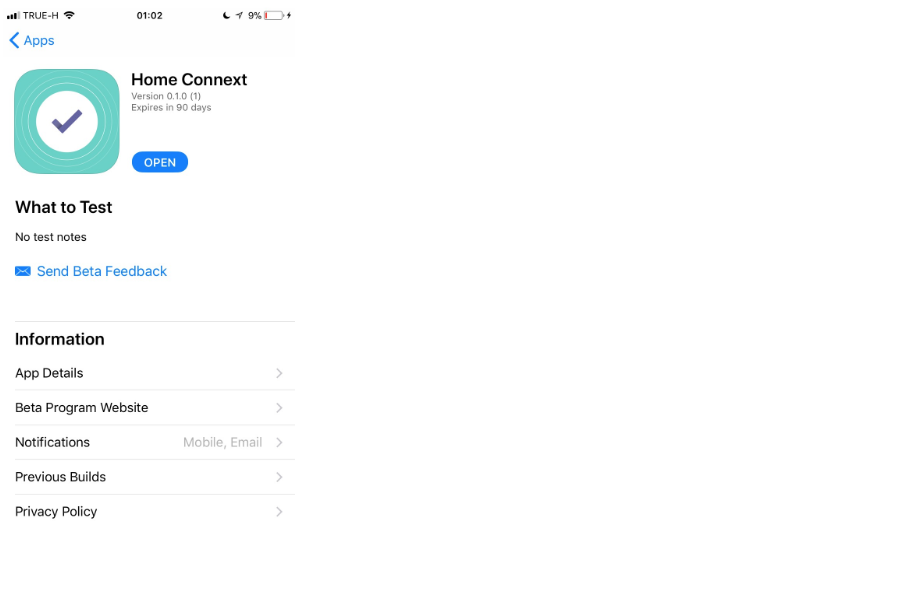 TRUE-H 01:02 9%
Apps
Home Connext
Version 0.1.0 (1)
Expires in 90 days
OPEN
What to Test
No test notes
Send Beta Feedback
Information
App Details
Beta Program Website
Notifications Mobile, Email
Previous Builds
Privacy Policy